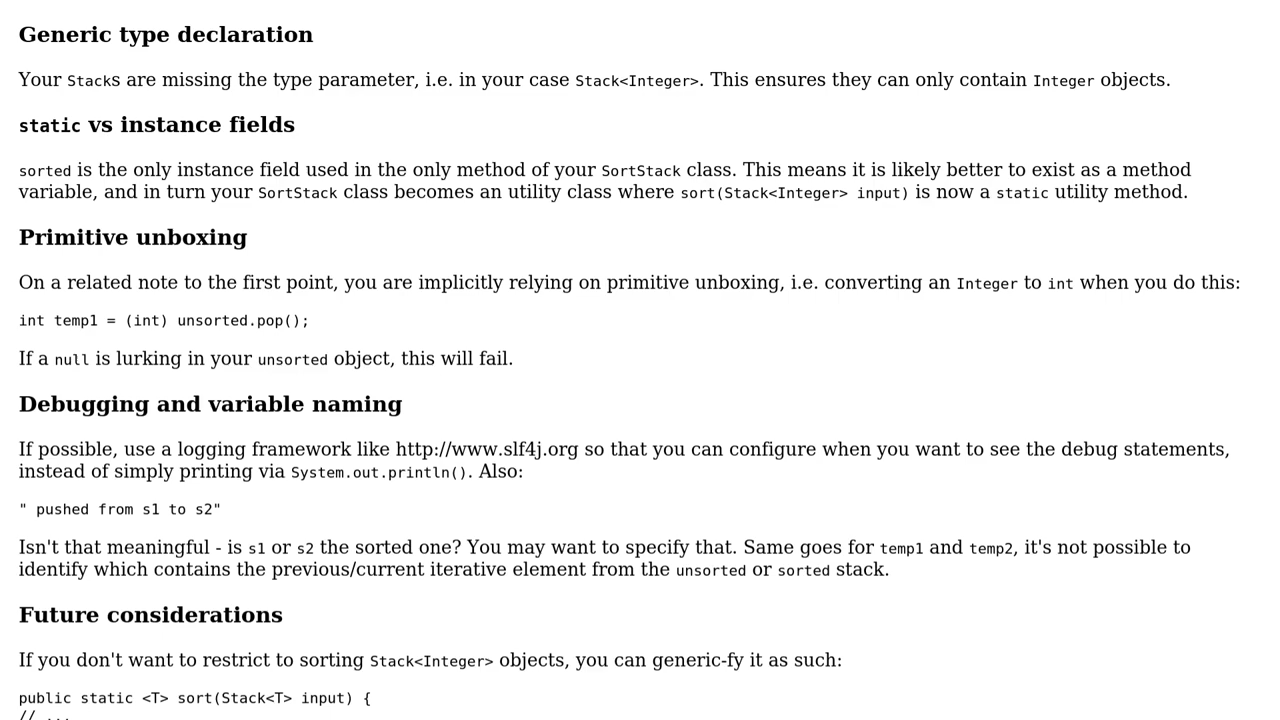 Generic type declaration
Your Stacks are missing the type parameter, i.e. in your case Stack<Integer>. This ensures they can only contain Integer objects.
static vs instance fields
sorted is the only instance field used in the only method of your SortStack class. This means it is likely better to exist as a method
variable, and in turn your SortStack class becomes an utility class where sort(Stack<Integer> input) is now a static utility method.
Primitive unboxing
On a related note to the first point, you are implicitly relying on primitive unboxing, i.e. converting an Integer to int when you do this:
int temp1 = (int) unsorted.pop();
If a null is lurking in your unsorted object, this will fail.
Debugging and variable naming
If possible, use a logging framework like http://www.slf4j.org so that you can configure when you want to see the debug statements,
instead of simply printing via System.out.println(). Also:
" pushed from s1 to s2"
Isn't that meaningful - is s1 or s2 the sorted one? You may want to specify that. Same goes for temp1 and temp2, it's not possible to
identify which contains the previous/current iterative element from the unsorted or sorted stack.
Future considerations
If you don't want to restrict to sorting Stack<Integer> objects, you can generic-fy it as such:
public static <T> sort(Stack<T> input) {
// ...